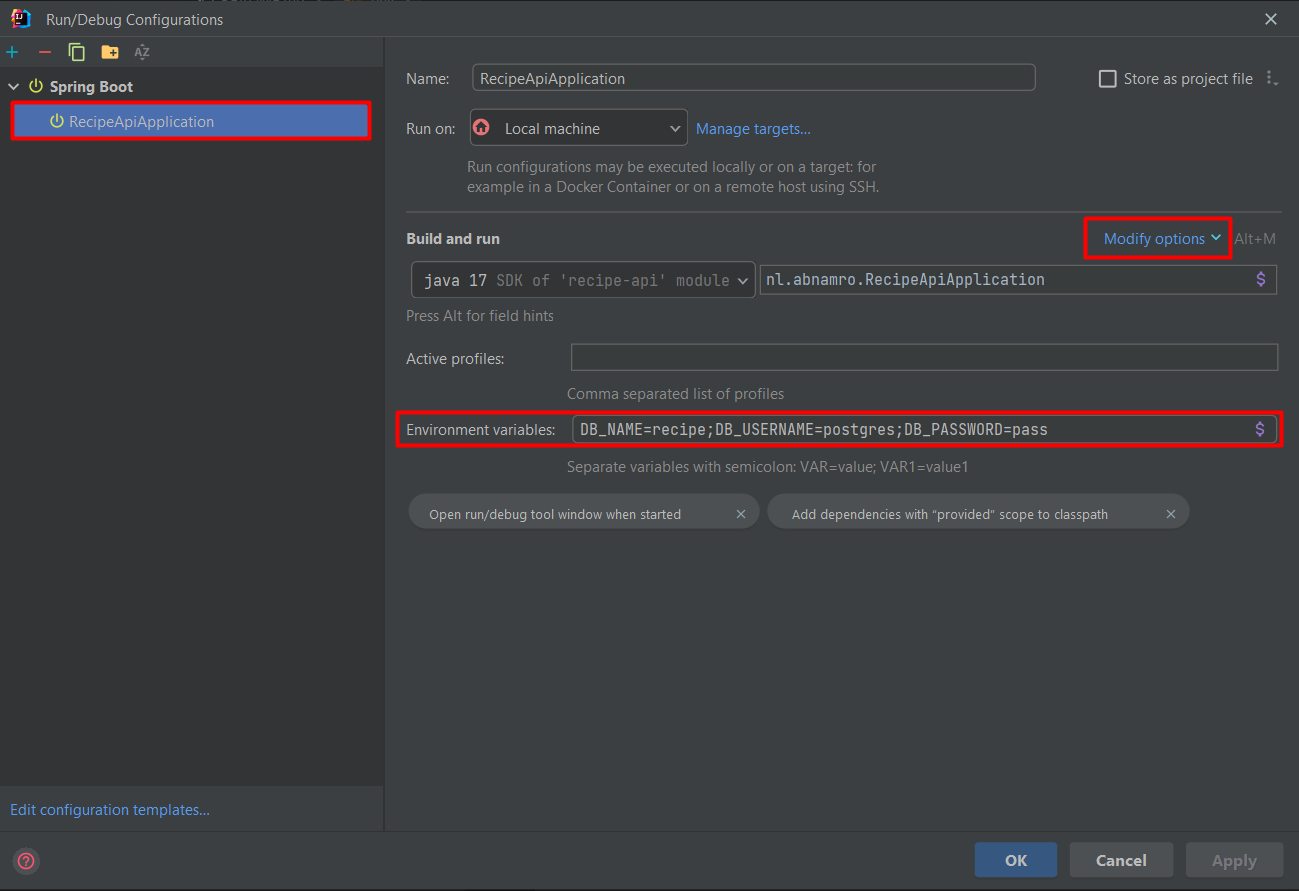 Run/Debug Configurations
Spring Boot
RecipeApiApplication
Edit configuration templates...
Name: RecipeApiApplication Store as project file
Run on: Local machine Manage targets...
Run configurations may be executed locally or on a target: for
example in a Docker Container or on a remote host using SSH.
Build and run Modify options Alt+M
java 17 SDK of 'recipe-api' module nl.abnamro.RecipeApiApplication $
Press Alt for field hints
Active profiles:
Comma separated list of profiles
Environment variables: DB_NAME=recipe;DB_USERNAME=postgres;DB_PASSWORD=pass $
Separate variables with semicolon: VAR=value; VAR1=value1
Open run/debug tool window when started Add dependencies with “provided” scope to classpath
? OK Cancel Apply